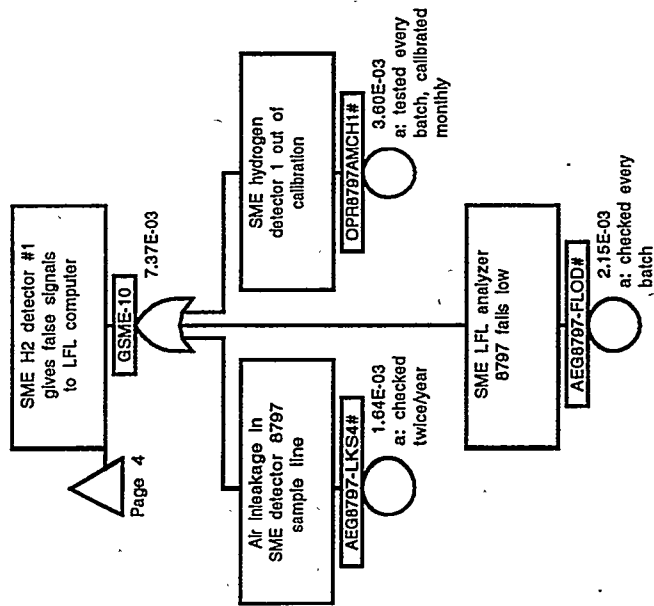 SME H2 detector #1
gives false signals
to LFL computer
GSME-10
7.37E-03
Page 4
Air Inleakage in
SME detector 8797
sample line
AEG8797-LKS4#
1.64E-03
a: checked
twice/year
SME hydrogen
detector 1 out of
calibration
OPR8797AMCH1#
3.60E-03
a: tested every
batch, calibrated
monthly
SME LFL analyzer
8797 fails low
AEG8797-FLOD#
2.15E-03
a: checked every
batch